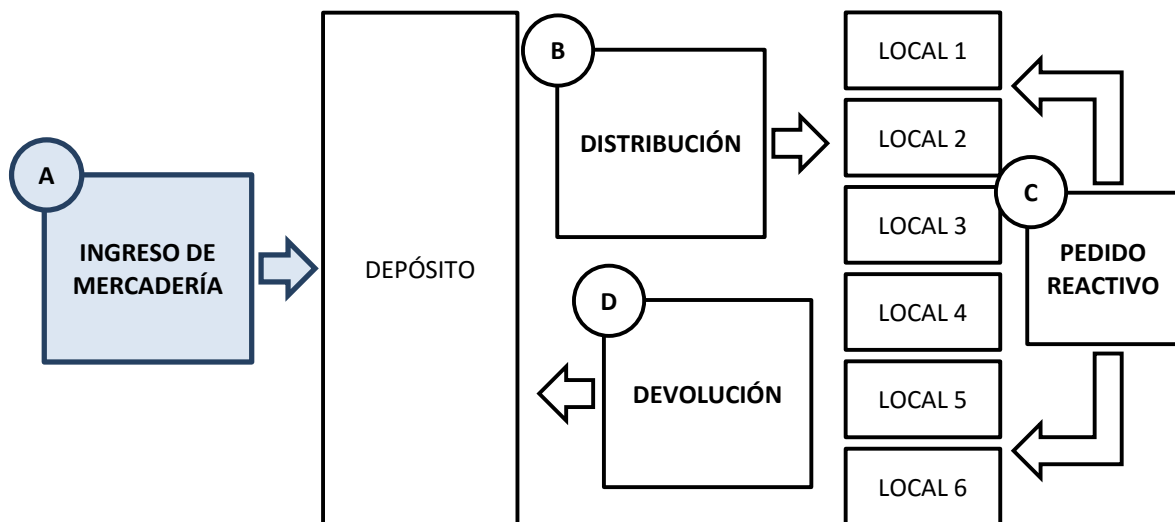 A
INGRESO DE
MERCADERÍA
DEPÓSITO
B
DISTRIBUCIÓN
D
DEVOLUCIÓN
LOCAL 1
LOCAL 2
LOCAL 3
LOCAL 4
LOCAL 5
LOCAL 6
C
PEDIDO
REACTIVO